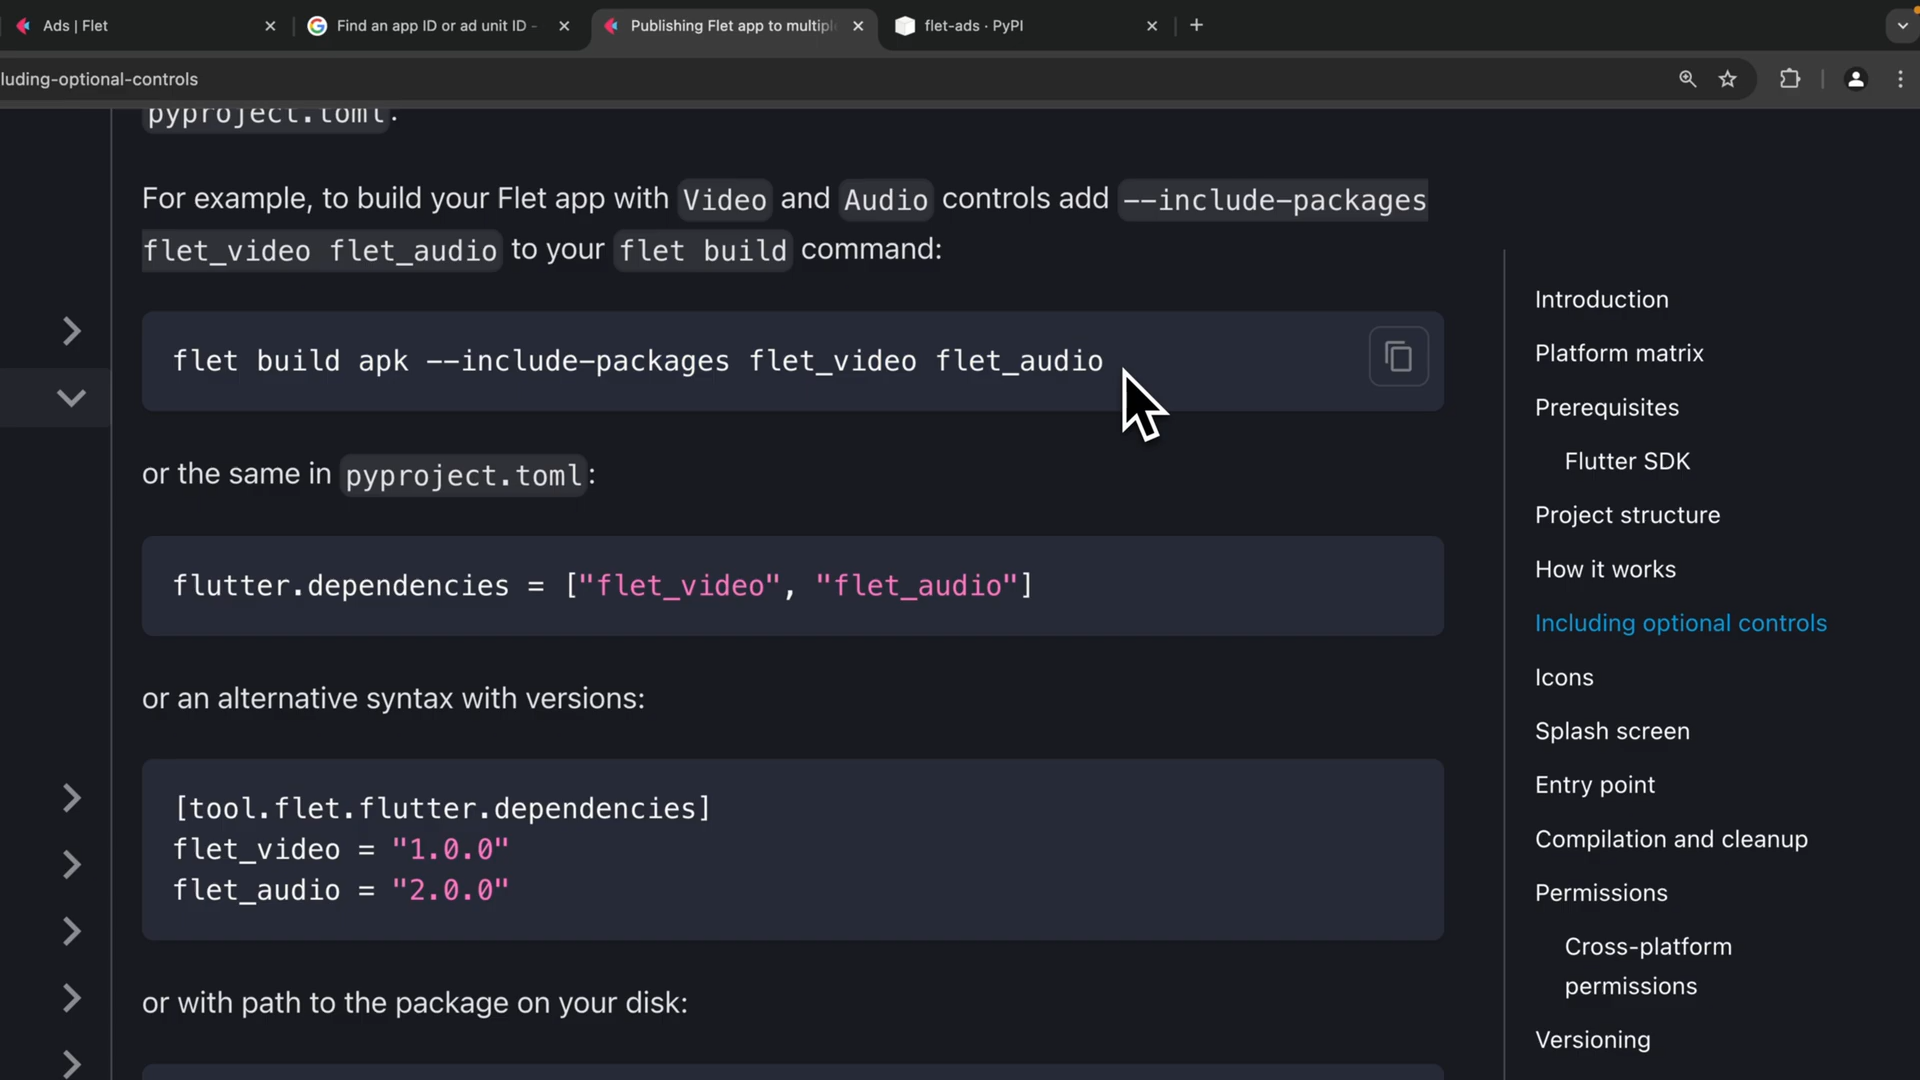 Ads | Flet
Find an app ID or ad unit ID -
Publishing Flet app to multipl
flet-ads · PyPI
luding-optional-controls
pyproject.toml.
For example, to build your Flet app with Video and Audio controls add --include-packages
flet_video flet_audio to your flet build command:
flet build apk --include-packages flet_video flet_audio
or the same in pyproject.toml:
flutter.dependencies = ["flet_video", "flet_audio"]
or an alternative syntax with versions:
[tool.flet.flutter.dependencies]
flet_video = "1.0.0"
flet_audio = "2.0.0"
or with path to the package on your disk:
Introduction
Platform matrix
Prerequisites
Flutter SDK
Project structure
How it works
Including optional controls
Icons
Splash screen
Entry point
Compilation and cleanup
Permissions
Cross-platform
permissions
Versioning